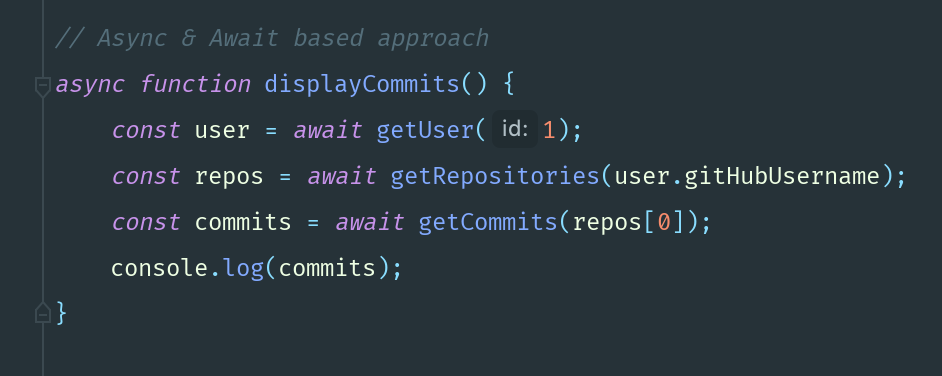 // Async & Await based approach
async function displayCommits() {
    const user = await getUser( id: 1);
    const repos = await getRepositories(user.gitHubUsername);
    const commits = await getCommits(repos[0]);
    console.log(commits);
}